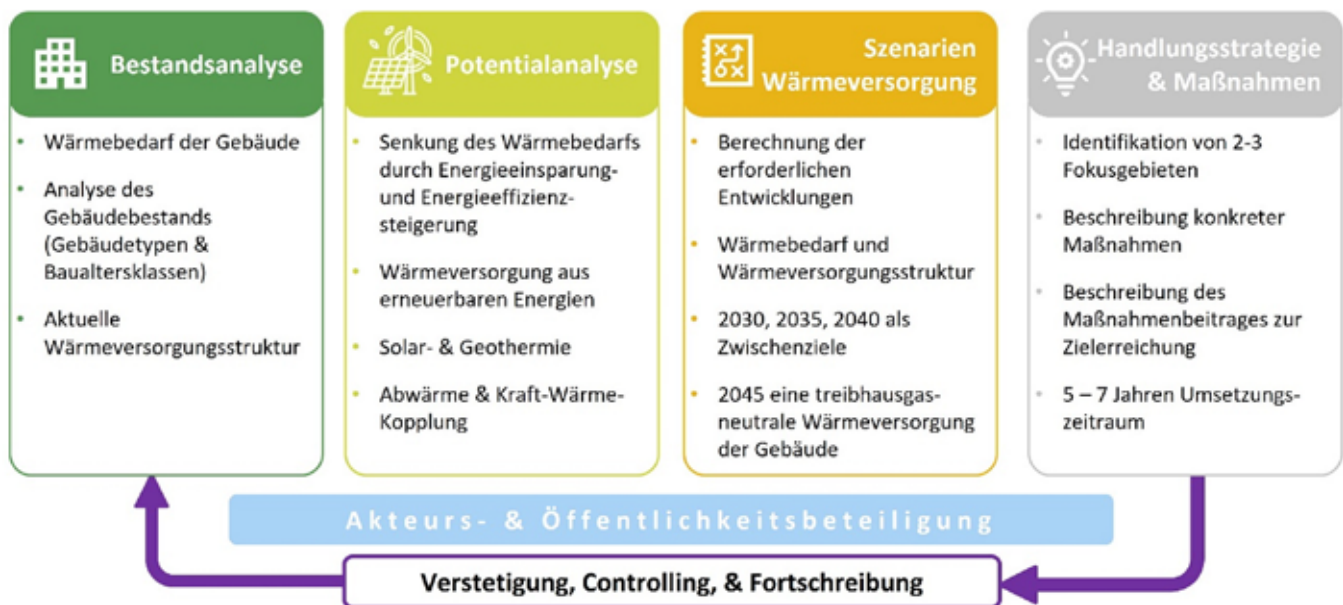 Bestandsanalyse
• Wärmebedarf der Gebäude
• Analyse des
Gebäudebestands
(Gebäudetypen &
Baualtersklassen)
• Aktuelle
Wärmeversorgungsstruktur
Potentialanalyse
• Senkung des Wärmebedarfs
durch Energieeinsparung-
und Energieeffizienz-
steigerung
• Wärmeversorgung aus
erneuerbaren Energien
• Solar- & Geothermie
• Abwärme & Kraft-Wärme-
Kopplung
Szenarien
Wärmeversorgung
• Berechnung der
erforderlichen
Entwicklungen
• Wärmebedarf und
Wärmeversorgungsstruktur
• 2030, 2035, 2040 als
Zwischenziele
• 2045 eine treibhausgas-
neutrale Wärmeversorgung
der Gebäude
Handlungsstrategie
& Maßnahmen
• Identifikation von 2-3
Fokusgebieten
• Beschreibung konkreter
Maßnahmen
• Beschreibung des
Maßnahmenbeitrages zur
Zielerreichung
• 5 – 7 Jahren Umsetzungs-
zeitraum
Akteurs- & Öffentlichkeitsbeteiligung
Verstetigung, Controlling, & Fortschreibung